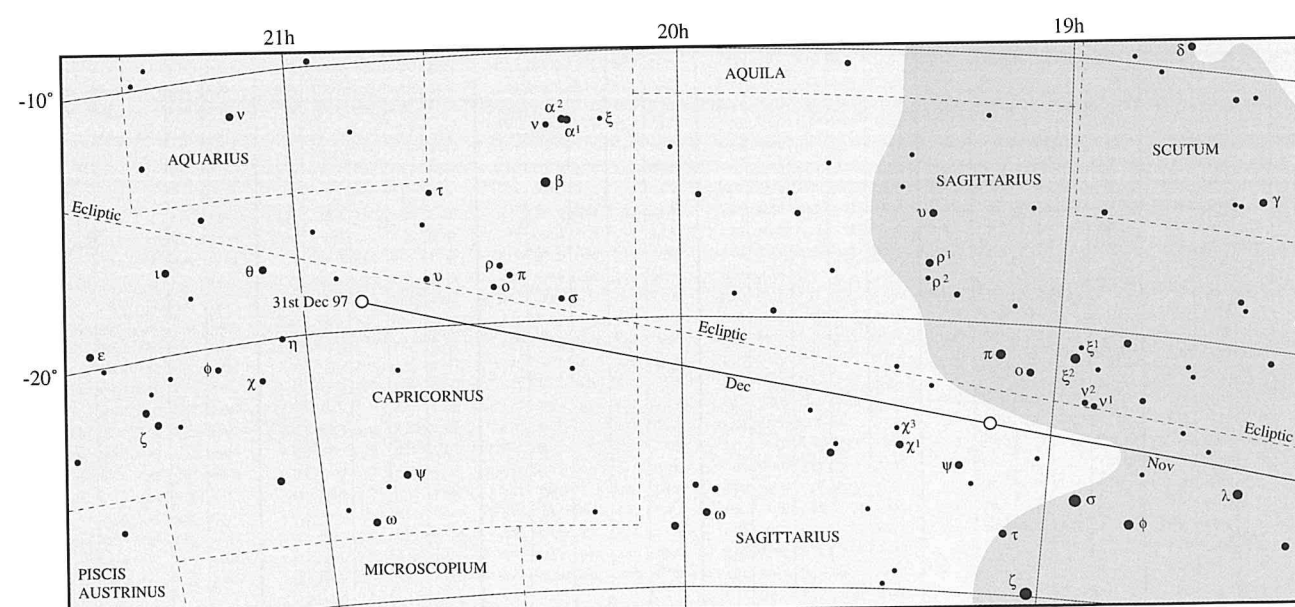 21h
20h
19h
δ
AQUILA
-10°
ν
α²
ν
α¹
ξ
AQUARIUS
SCUTUM
τ
β
SAGITTARIUS
γ
Ecliptic
υ
ι
θ
υ
ρ
π
ο
σ
ρ¹
ρ²
31st Dec 97
Ecliptic
η
ε
φ
χ
-20°
π
ο
ξ¹
ξ²
Dec
CAPRICORNUS
ν²
ν¹
ζ
χ³
χ¹
Ecliptic
Nov
ψ
ψ
λ
ω
ω
σ
φ
SAGITTARIUS
τ
PISCIS
AUSTRINUS
MICROSCOPIUM
ζ